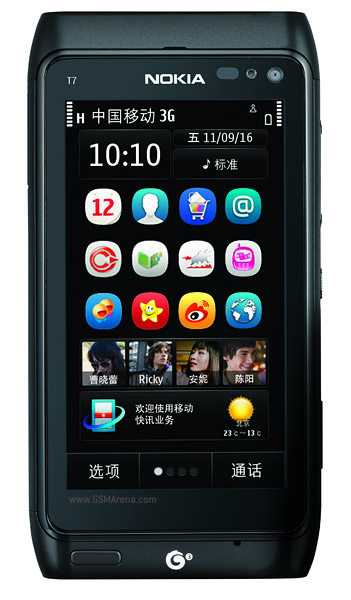 T7 NOKIA
H 中国移动 3G
10:10
五 11/09/16
♪ 标准
12
@
曹晓蕾 Ricky 安妮 陈阳
欢迎使用移动
快讯业务
北京
23℃~13℃
选项 通话
www.GSMArena.com